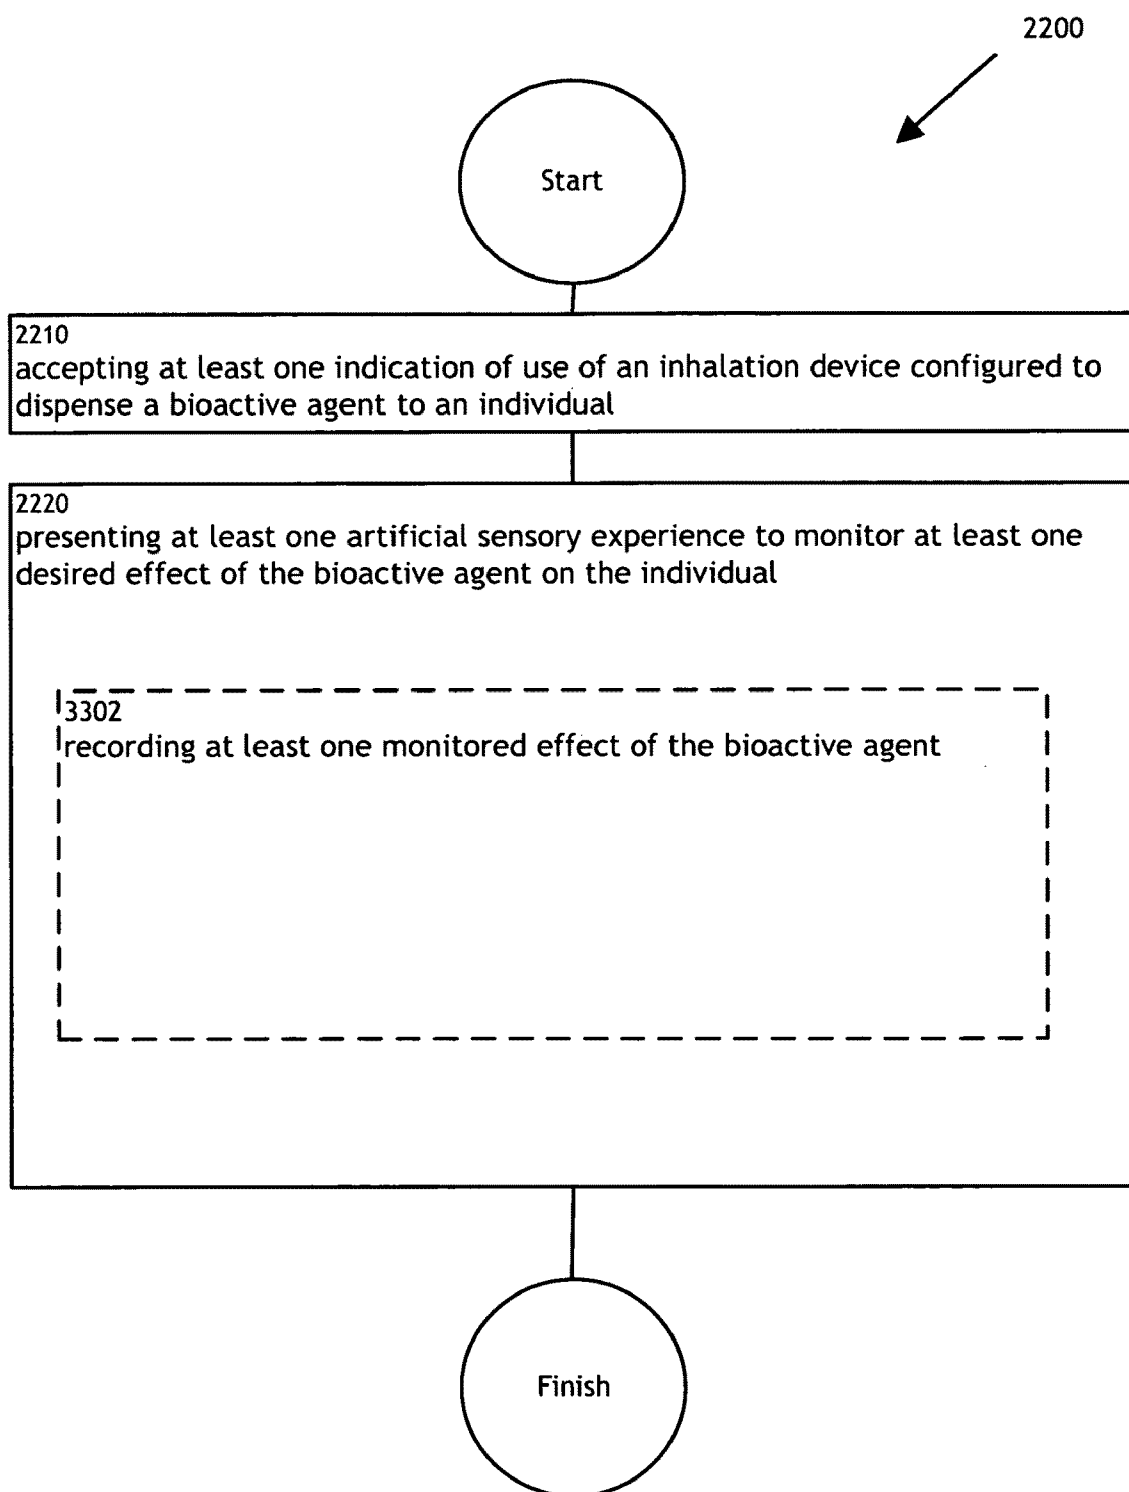 2200
Start
2210
accepting at least one indication of use of an inhalation device configured to
dispense a bioactive agent to an individual
2220
presenting at least one artificial sensory experience to monitor at least one
desired effect of the bioactive agent on the individual
3302
recording at least one monitored effect of the bioactive agent
Finish